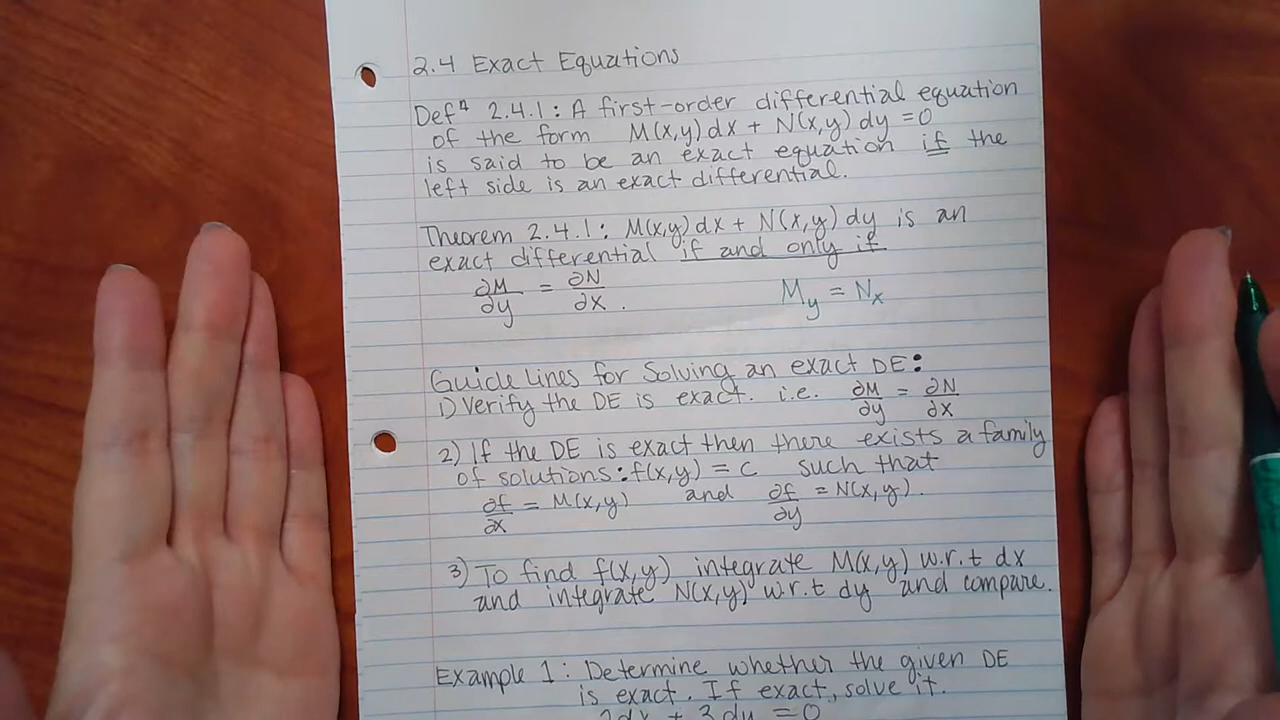 2.4 Exact Equations
Defⁿ 2.4.1: A first-order differential equation
of the form M(x,y)dx + N(x,y)dy = 0
is said to be an exact equation if the
left side is an exact differential.
Theorem 2.4.1: M(x,y)dx + N(x,y)dy is an
exact differential if and only if
∂M/∂y = ∂N/∂x. My = Nx
Guidelines for Solving an exact DE:
1) Verify the DE is exact. i.e. ∂M/∂y = ∂N/∂x
2) If the DE is exact then there exists a family
of solutions: f(x,y) = c such that
∂f/∂x = M(x,y) and ∂f/∂y = N(x,y).
3) To find f(x,y) integrate M(x,y) w.r.t dx
and integrate N(x,y) w.r.t dy and compare.
Example 1: Determine whether the given DE
is exact. If exact, solve it.
2dx + 3dy = 0